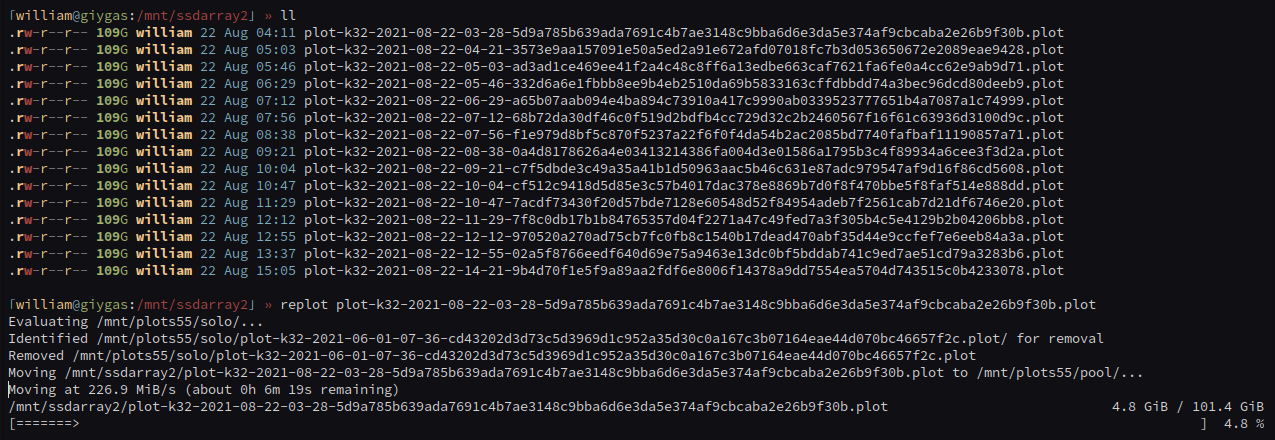 ⌈william@giygas:/mnt/ssdarray2⌋ » ll
.rw-r--r-- 109G william 22 Aug 04:11 plot-k32-2021-08-22-03-28-5d9a785b639ada7691c4b7ae3148c9bba6d6e3da5e374af9cbcaba2e26b9f30b.plot
.rw-r--r-- 109G william 22 Aug 05:03 plot-k32-2021-08-22-04-21-3573e9aa157091e50a5ed2a91e672afd07018fc7b3d053650672e2089eae9428.plot
.rw-r--r-- 109G william 22 Aug 05:46 plot-k32-2021-08-22-05-03-ad3ad1ce469ee41f2a4c48c8ff6a13edbe663caf7621fa6fe0a4cc62e9ab9d71.plot
.rw-r--r-- 109G william 22 Aug 06:29 plot-k32-2021-08-22-05-46-332d6a6e1fbbb8ee9b4eb2510da69b5833163cffdbbdd74a3bec96dcd80deeb9.plot
.rw-r--r-- 109G william 22 Aug 07:12 plot-k32-2021-08-22-06-29-a65b07aab094e4ba894c73910a417c9990ab0339523777651b4a7087a1c74999.plot
.rw-r--r-- 109G william 22 Aug 07:56 plot-k32-2021-08-22-07-12-68b72da30df46c0f519d2bdfb4cc729d32c2b2460567f16f61c63936d3100d9c.plot
.rw-r--r-- 109G william 22 Aug 08:38 plot-k32-2021-08-22-07-56-f1e979d8bf5c870f5237a22f6f0f4da54b2ac2085bd7740fafbaf11190857a71.plot
.rw-r--r-- 109G william 22 Aug 09:21 plot-k32-2021-08-22-08-38-0a4d8178626a4e03413214386fa004d3e01586a1795b3c4f89934a6cee3f3d2a.plot
.rw-r--r-- 109G william 22 Aug 10:04 plot-k32-2021-08-22-09-21-c7f5dbde3c49a35a41b1d50963aac5b46c631e87adc979547af9d16f86cd5608.plot
.rw-r--r-- 109G william 22 Aug 10:47 plot-k32-2021-08-22-10-04-cf512c9418d5d85e3c57b4017dac378e8869b7d0f8f470bbe5f8faf514e888dd.plot
.rw-r--r-- 109G william 22 Aug 11:29 plot-k32-2021-08-22-10-47-7acdf73430f20d57bde7128e60548d52f84954adeb7f2561cab7d21df6746e20.plot
.rw-r--r-- 109G william 22 Aug 12:12 plot-k32-2021-08-22-11-29-7f8c0db17b1b84765357d04f2271a47c49fed7a3f305b4c5e4129b2b04206bb8.plot
.rw-r--r-- 109G william 22 Aug 12:55 plot-k32-2021-08-22-12-12-970520a270ad75cb7fc0fb8c1540b17dead470abf35d44e9ccfef7e6eeb84a3a.plot
.rw-r--r-- 109G william 22 Aug 13:37 plot-k32-2021-08-22-12-55-02a5f8766eedf640d69e75a9463e13dc0bf5bddab741c9ed7ae51cd79a3283b6.plot
.rw-r--r-- 109G william 22 Aug 15:05 plot-k32-2021-08-22-14-21-9b4d70f1e5f9a89aa2fdf6e8006f14378a9dd7554ea5704d743515c0b4233078.plot
⌈william@giygas:/mnt/ssdarray2⌋ » replot plot-k32-2021-08-22-03-28-5d9a785b639ada7691c4b7ae3148c9bba6d6e3da5e374af9cbcaba2e26b9f30b.plot
Evaluating /mnt/plots55/solo/...
Identified /mnt/plots55/solo/plot-k32-2021-06-01-07-36-cd43202d3d73c5d3969d1c952a35d30c0a167c3b07164eae44d070bc46657f2c.plot/ for removal
Removed /mnt/plots55/solo/plot-k32-2021-06-01-07-36-cd43202d3d73c5d3969d1c952a35d30c0a167c3b07164eae44d070bc46657f2c.plot
Moving /mnt/ssdarray2/plot-k32-2021-08-22-03-28-5d9a785b639ada7691c4b7ae3148c9bba6d6e3da5e374af9cbcaba2e26b9f30b.plot to /mnt/plots55/pool/...
Moving at 226.9 MiB/s (about 0h 6m 19s remaining)
/mnt/ssdarray2/plot-k32-2021-08-22-03-28-5d9a785b639ada7691c4b7ae3148c9bba6d6e3da5e374af9cbcaba2e26b9f30b.plot 4.8 GiB / 101.4 GiB
[=======> ] 4.8 %